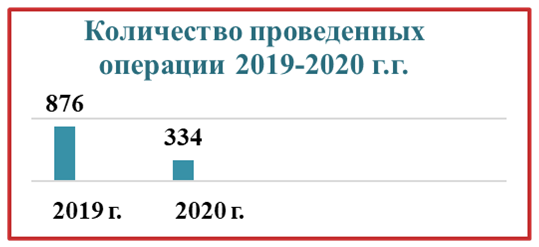 Количество проведенных
операции 2019-2020 г.г.
876
334
2019 г.
2020 г.